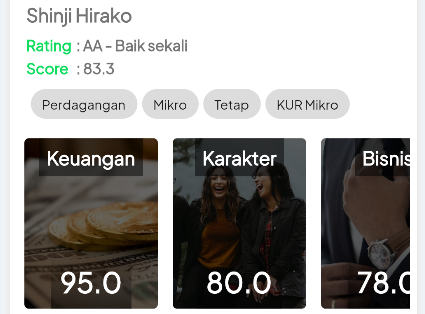 Shinji Hirako
Rating : AA - Baik sekali
Score : 83.3
Perdagangan Mikro Tetap KUR Mikro
Keuangan Karakter Bisnis
95.0 80.0 78.0